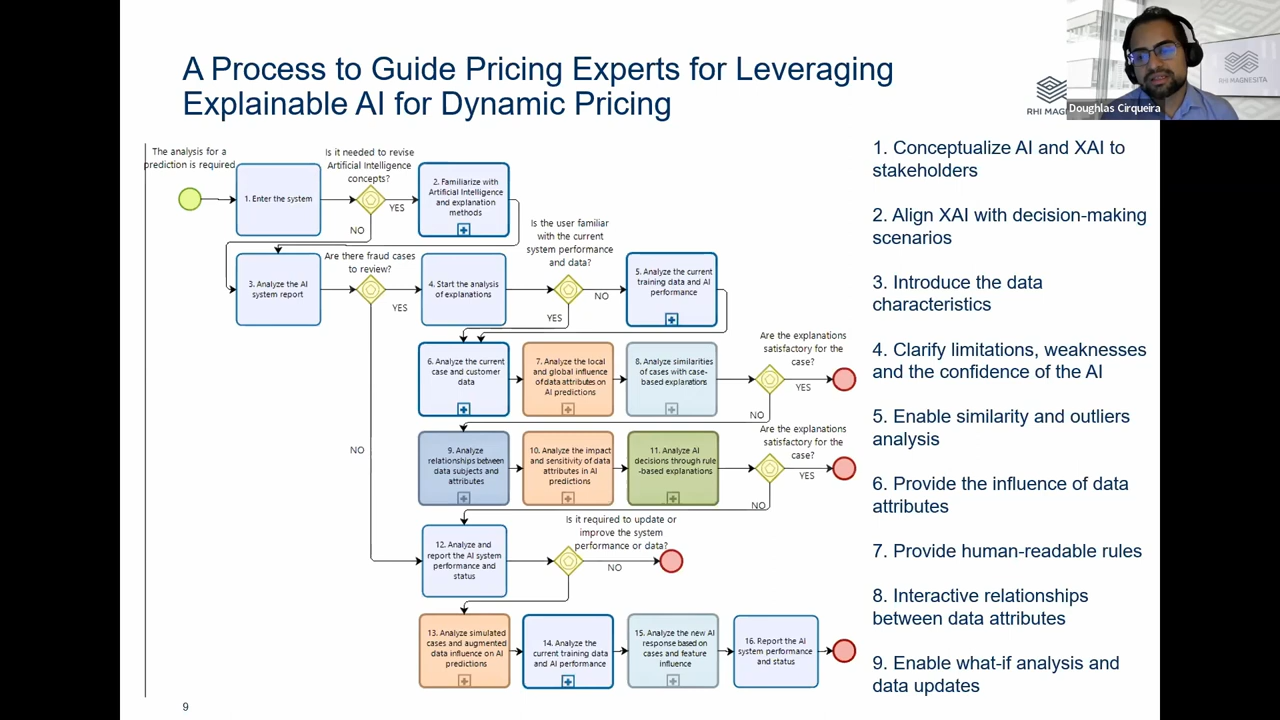 A Process to Guide Pricing Experts for Leveraging
Explainable AI for Dynamic Pricing
RHI MAGNESITA
Doughlas Cirqueira
The analysis for a
prediction is required
1. Enter the system
Is it needed to revise
Artificial Intelligence
concepts?
YES
NO
2. Familiarize with
Artificial Intelligence
and explanation
methods
3. Analyze the AI
system report
Are there fraud cases
to review?
YES
NO
4. Start the analysis
of explanations
Is the user familiar
with the current
system performance
and data?
NO
YES
5. Analyze the current
training data and AI
performance
6. Analyze the current
case and customer
data
7. Analyze the local
and global influence
of data attributes on
AI predictions
8. Analyze similarities
of cases with case-
based explanations
Are the explanations
satisfactory for the
case?
YES
NO
9. Analyze
relationships between
data subjects and
attributes
10. Analyze the impact
and sensitivity of data
attributes in AI
predictions
11. Analyze AI
decisions through rule
-based explanations
Are the explanations
satisfactory for the
case?
YES
NO
12. Analyze and
report the AI system
performance and
status
Is it required to update or
improve the system
performance or data?
NO
13. Analyze simulated
cases and augmented
data influence on AI
predictions
14. Analyze the
current training data
and AI performance
15. Analyze the new AI
response based on
cases and feature
influence
16. Report the AI
system performance
and status
1. Conceptualize AI and XAI to
stakeholders
2. Align XAI with decision-making
scenarios
3. Introduce the data
characteristics
4. Clarify limitations, weaknesses
and the confidence of the AI
5. Enable similarity and outliers
analysis
6. Provide the influence of data
attributes
7. Provide human-readable rules
8. Interactive relationships
between data attributes
9. Enable what-if analysis and
data updates
9